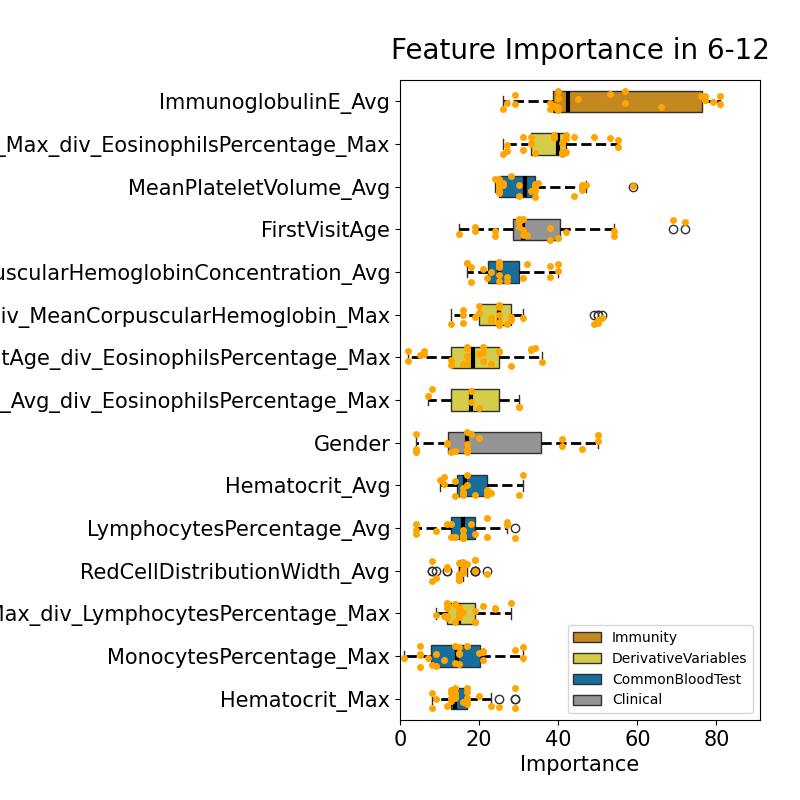 Feature Importance in 6-12
ImmunoglobulinE_Avg
_Max_div_EosinophilsPercentage_Max
MeanPlateletVolume_Avg
FirstVisitAge
uscularHemoglobinConcentration_Avg
iv_MeanCorpuscularHemoglobin_Max
tAge_div_EosinophilsPercentage_Max
_Avg_div_EosinophilsPercentage_Max
Gender
Hematocrit_Avg
LymphocytesPercentage_Avg
RedCellDistributionWidth_Avg
Max_div_LymphocytesPercentage_Max
MonocytesPercentage_Max
Hematocrit_Max
Immunity
DerivativeVariables
CommonBloodTest
Clinical
0 20 40 60 80
Importance